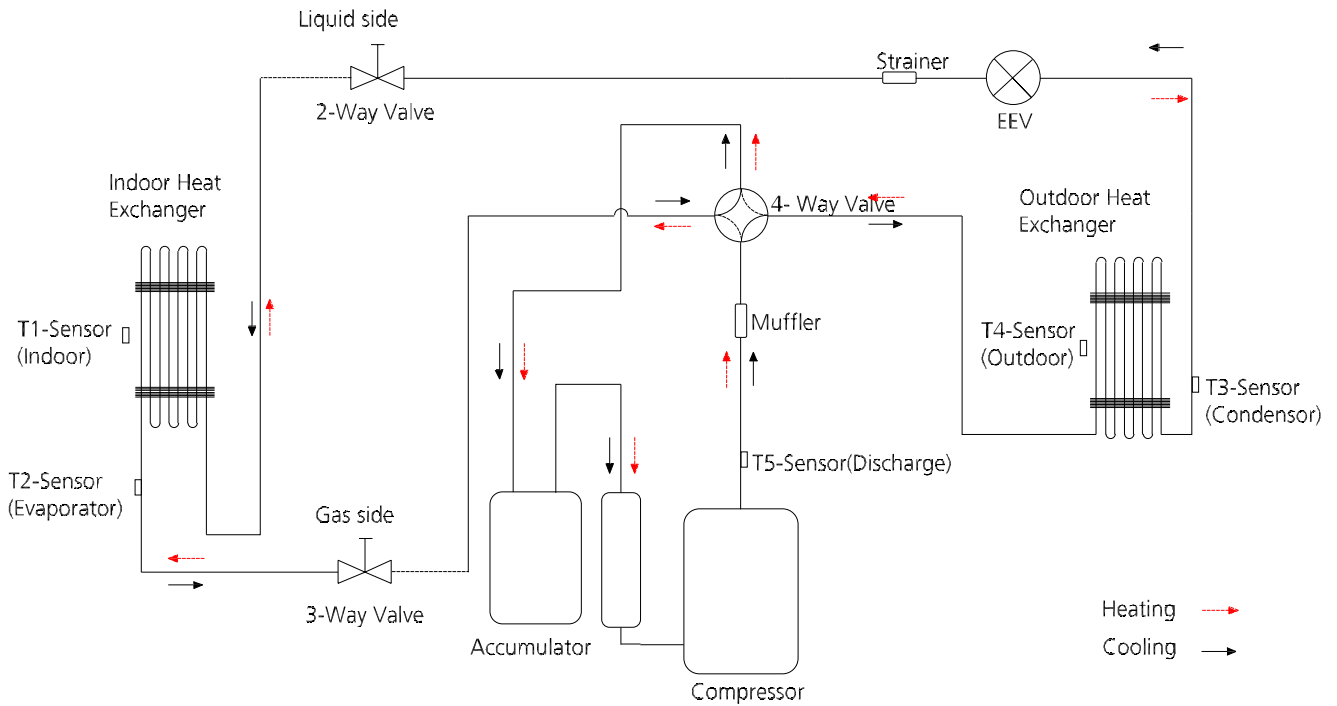 Liquid side
2-Way Valve
Strainer
EEV
Indoor Heat
Exchanger
4- Way Valve
Outdoor Heat
Exchanger
T1-Sensor
(Indoor)
Muffler
T4-Sensor
(Outdoor)
T3-Sensor
(Condensor)
T2-Sensor
(Evaporator)
T5-Sensor(Discharge)
Gas side
3-Way Valve
Accumulator
Compressor
Heating
Cooling